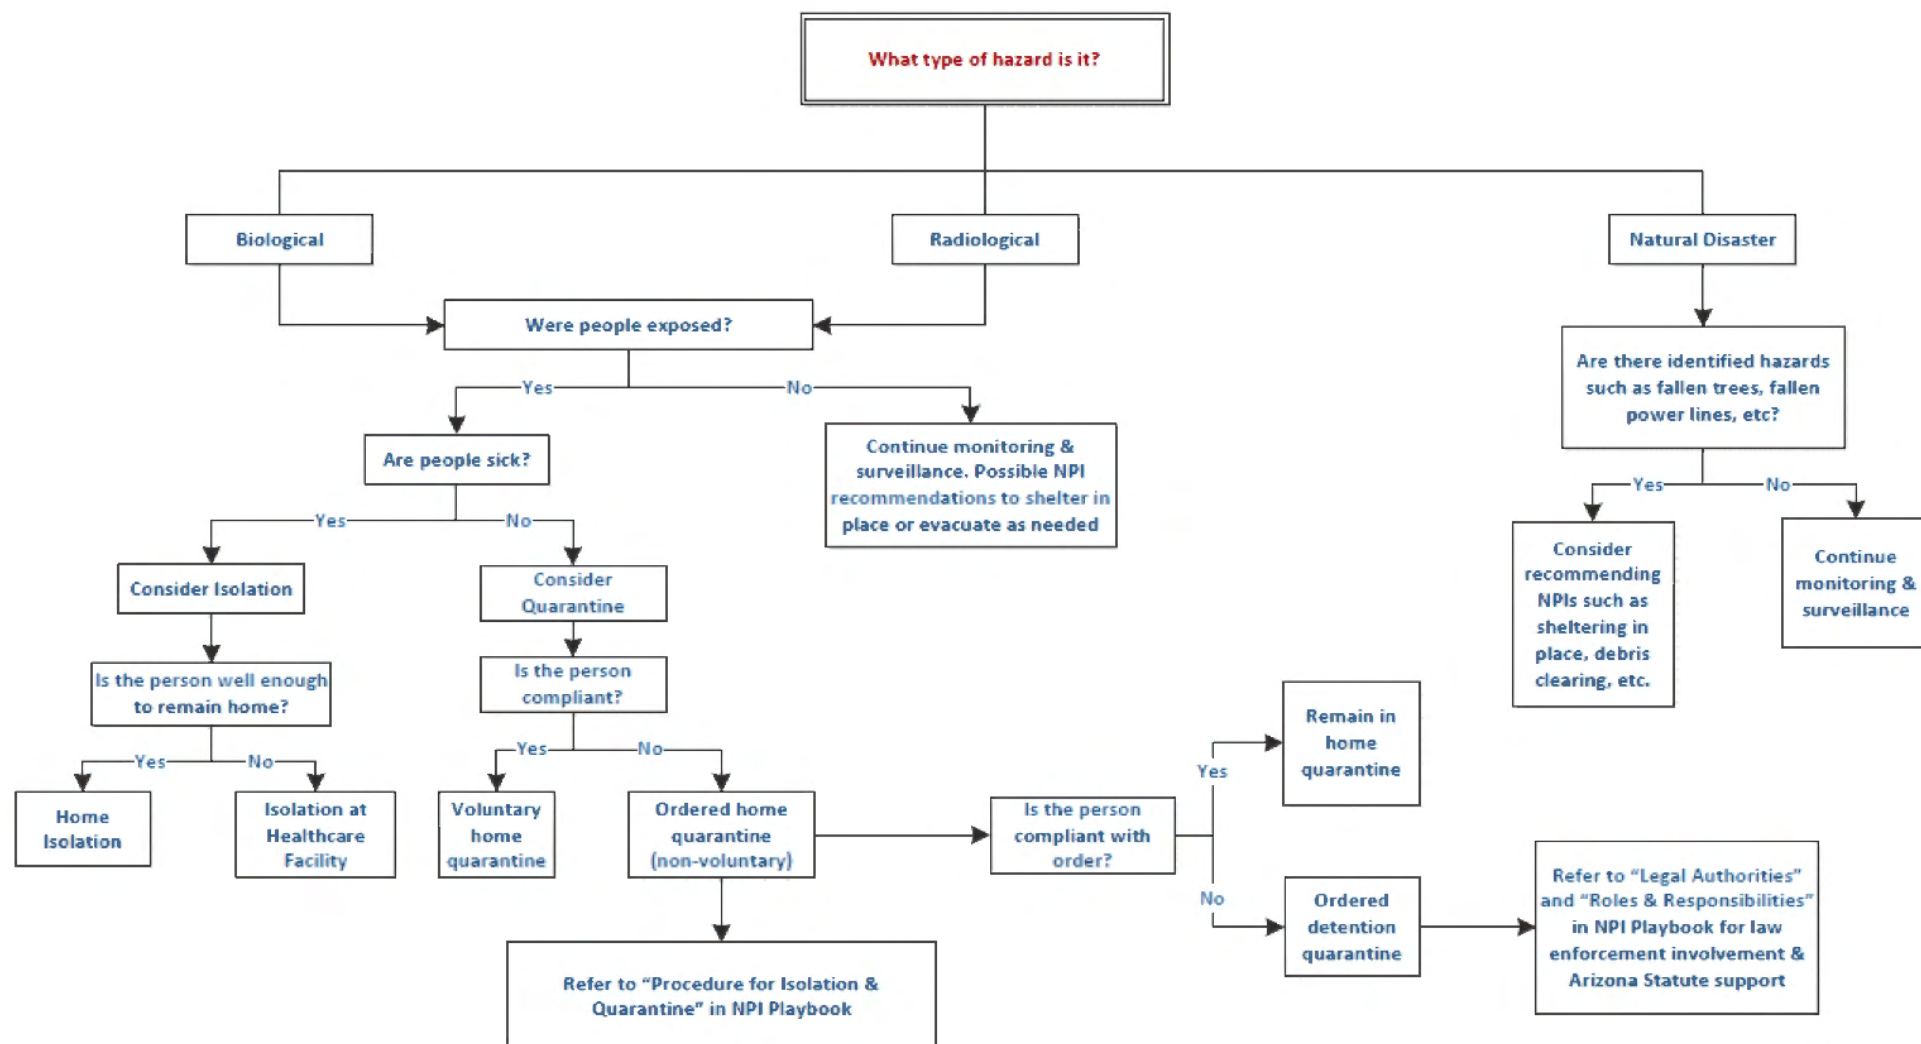 What type of hazard is it?
Biological
Radiological
Natural Disaster
Were people exposed?
Are there identified hazards
such as fallen trees, fallen
power lines, etc?
Yes
No
Are people sick?
Continue monitoring &
surveillance. Possible NPI
recommendations to shelter in
place or evacuate as needed
Yes
No
Yes
No
Consider Isolation
Consider
Quarantine
Consider
recommending
NPIs such as
sheltering in
place, debris
clearing, etc.
Continue
monitoring &
surveillance
Is the person well enough
to remain home?
Is the person
compliant?
Yes
No
Yes
No
Home
Isolation
Isolation at
Healthcare
Facility
Voluntary
home
quarantine
Ordered home
quarantine
(non-voluntary)
Is the person
compliant with
order?
Yes
No
Remain in
home
quarantine
Ordered
detention
quarantine
Refer to “Legal Authorities”
and “Roles & Responsibilities”
in NPI Playbook for law
enforcement involvement &
Arizona Statute support
Refer to “Procedure for Isolation &
Quarantine” in NPI Playbook